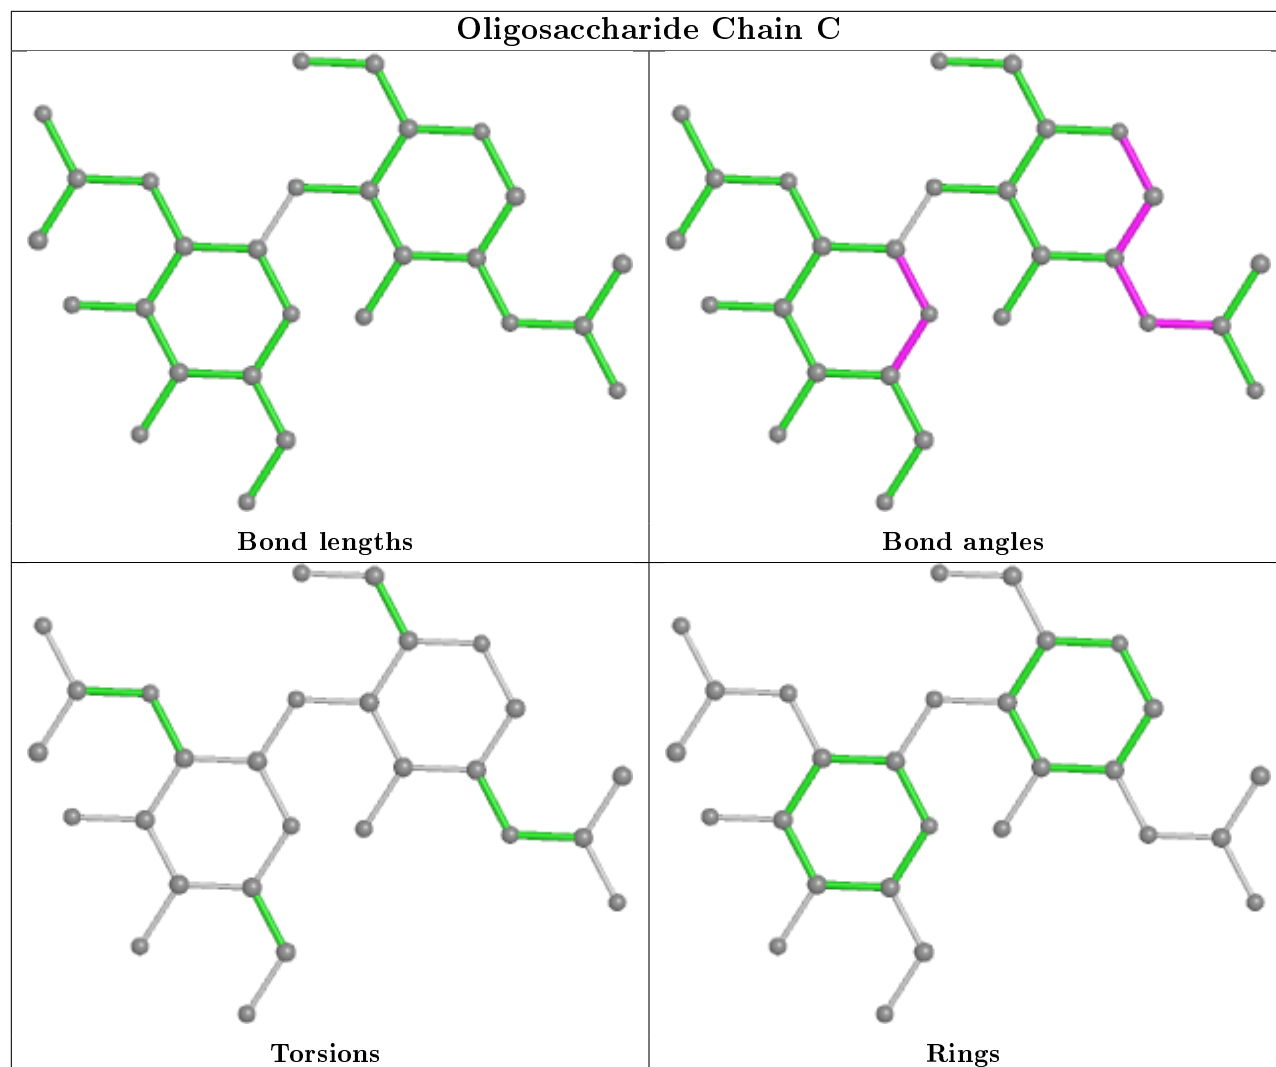 Oligosaccharide Chain C
Bond lengths
Bond angles
Torsions
Rings